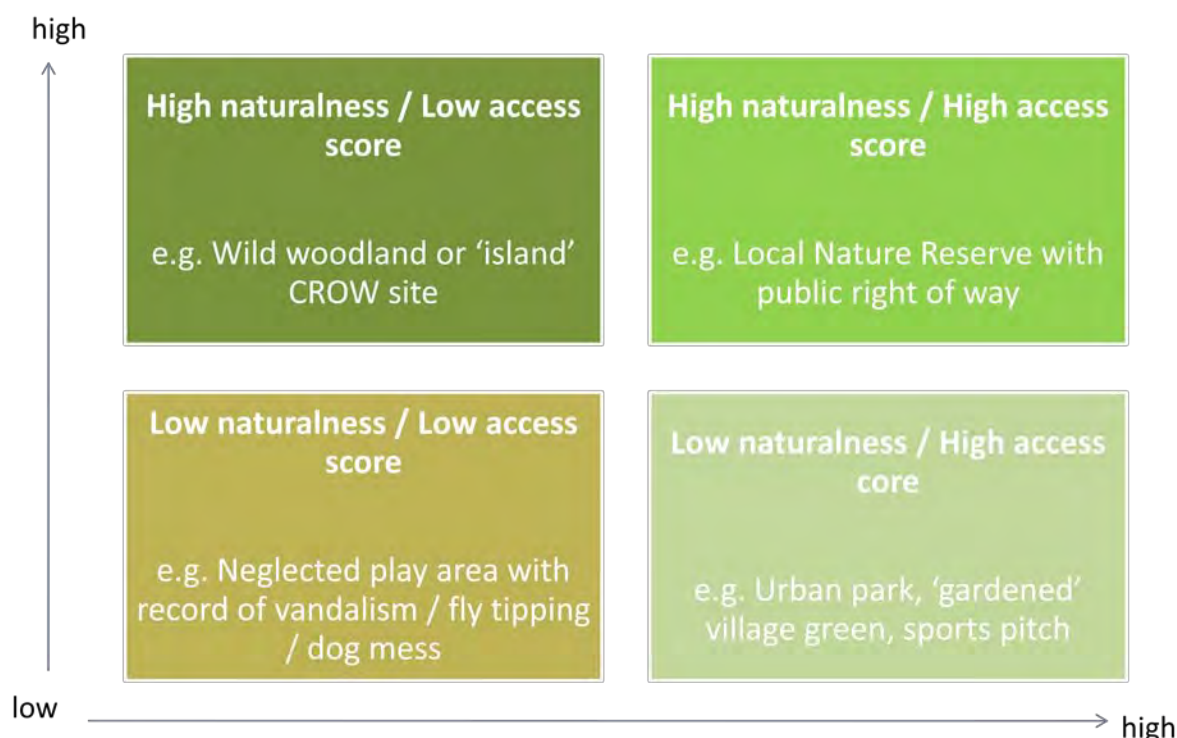 high
High naturalness / Low access
score
e.g. Wild woodland or ‘island’
CROW site
High naturalness / High access
score
e.g. Local Nature Reserve with
public right of way
Low naturalness / Low access
score
e.g. Neglected play area with
record of vandalism / fly tipping
/ dog mess
Low naturalness / High access
core
e.g. Urban park, ‘gardened’
village green, sports pitch
low
high